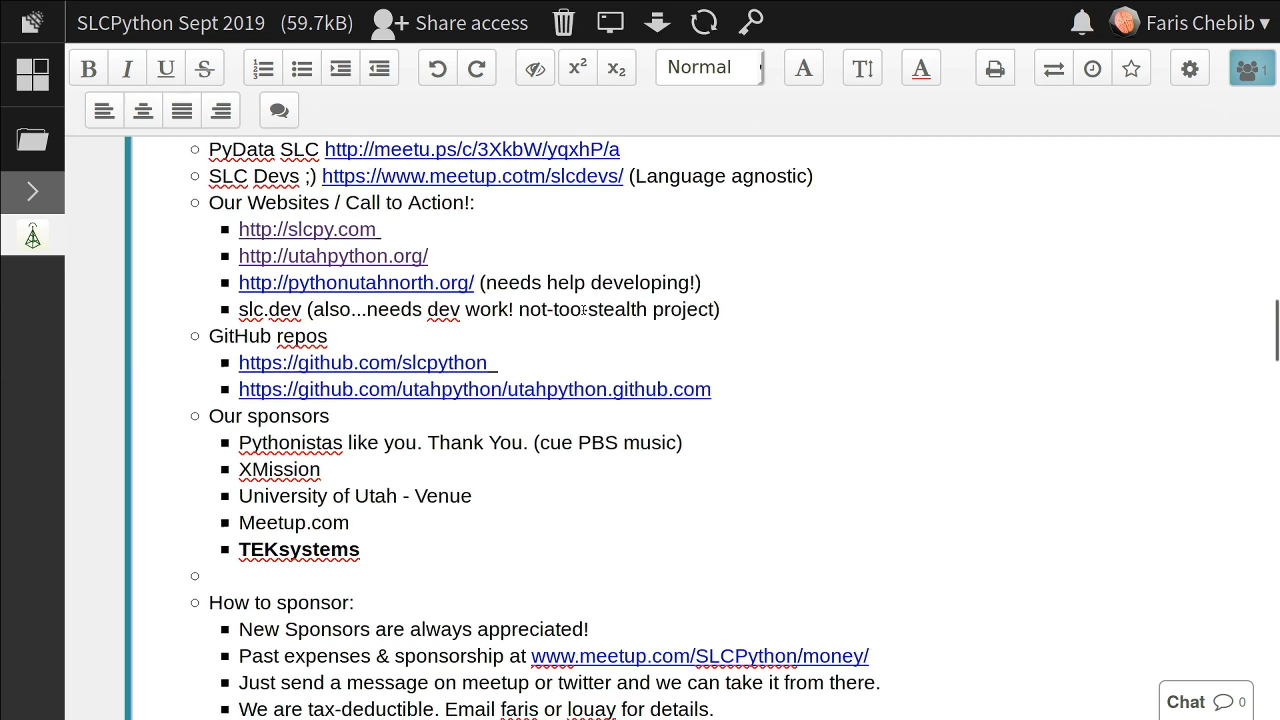 SLCPython Sept 2019 (59.7kB) Share access Faris Chebib ▾
B I U S x² x₂ Normal A T A 1
PyData SLC http://meetu.ps/c/3XkbW/yqxhP/a
SLC Devs ;) https://www.meetup.cotm/slcdevs/ (Language agnostic)
Our Websites / Call to Action!:
http://slcpy.com
http://utahpython.org/
http://pythonutahnorth.org/ (needs help developing!)
slc.dev (also...needs dev work! not-too-stealth project)
GitHub repos
https://github.com/slcpython
https://github.com/utahpython/utahpython.github.com
Our sponsors
Pythonistas like you. Thank You. (cue PBS music)
XMission
University of Utah - Venue
Meetup.com
TEKsystems
How to sponsor:
New Sponsors are always appreciated!
Past expenses & sponsorship at www.meetup.com/SLCPython/money/
Just send a message on meetup or twitter and we can take it from there.
We are tax-deductible. Email faris or louay for details.
Chat 0